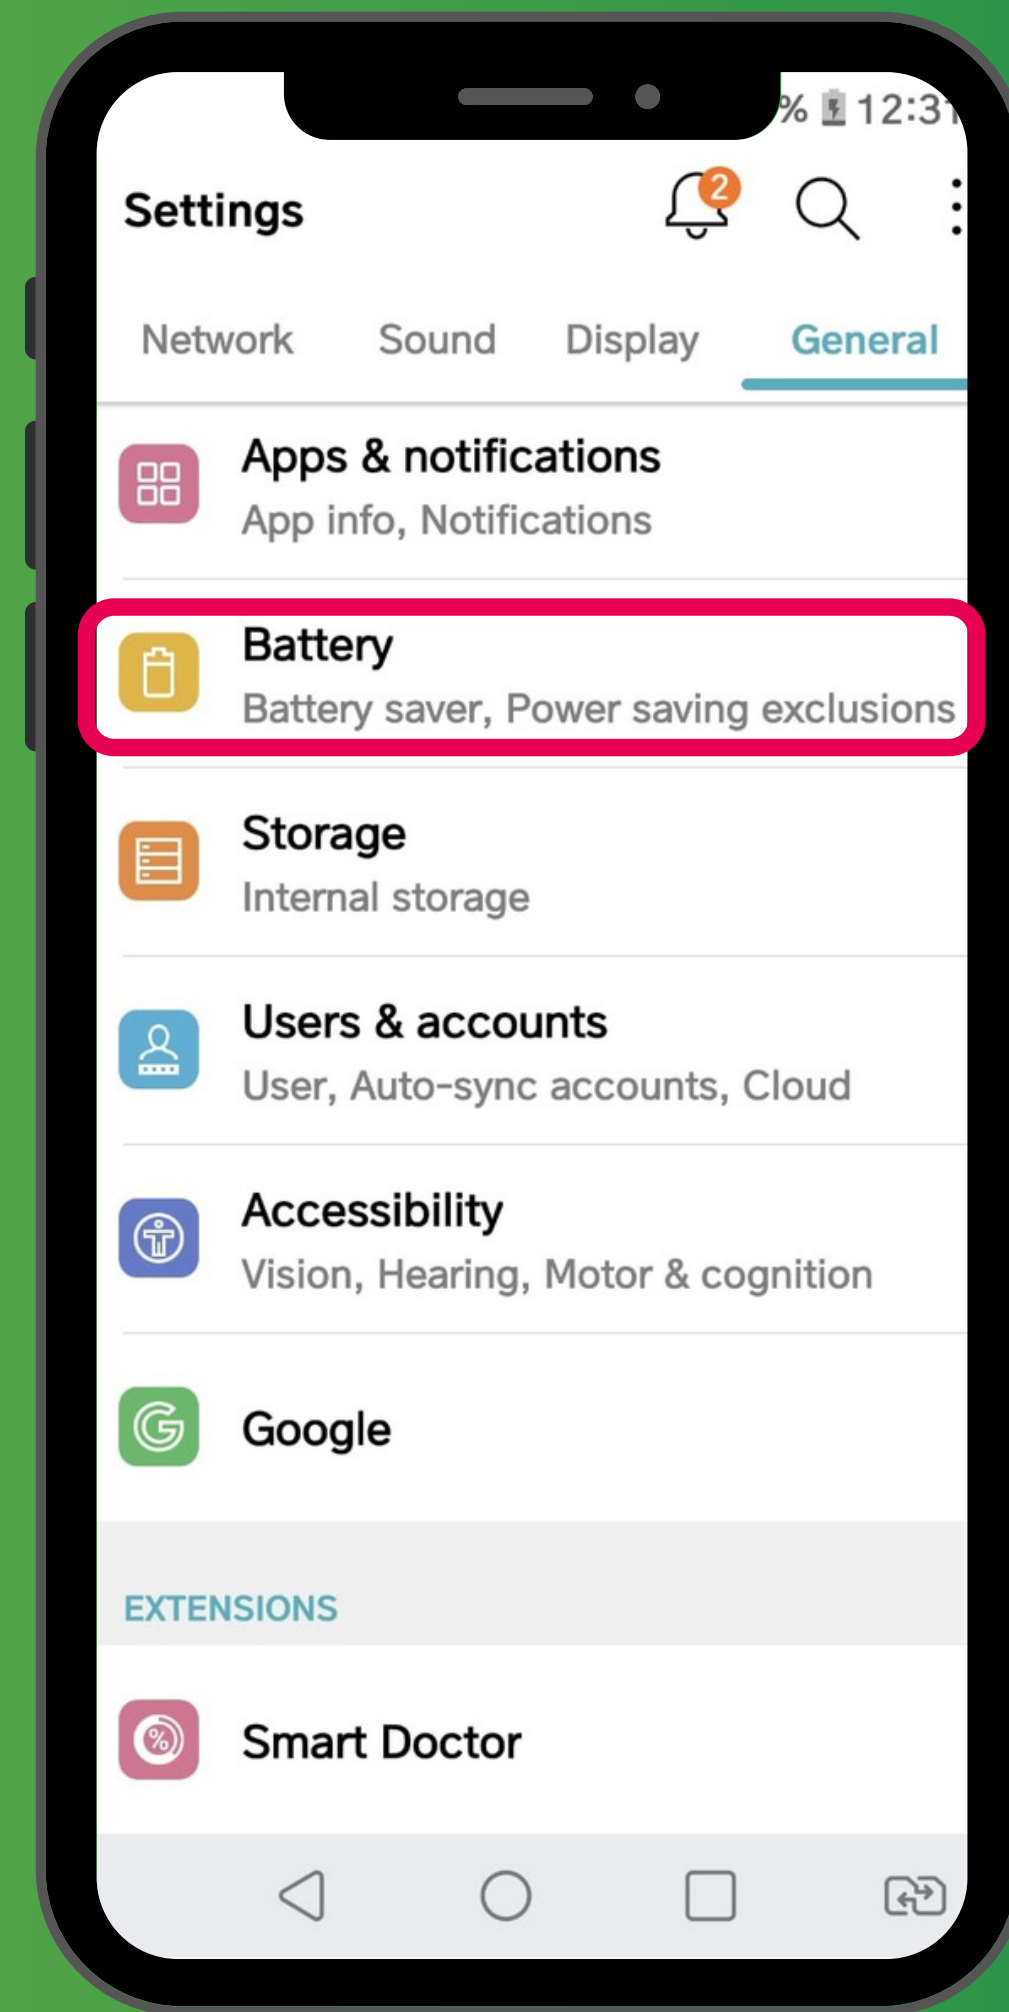 % 12:31
Settings
2
Network Sound Display General
Apps & notifications
App info, Notifications
Battery
Battery saver, Power saving exclusions
Storage
Internal storage
Users & accounts
User, Auto-sync accounts, Cloud
Accessibility
Vision, Hearing, Motor & cognition
Google
EXTENSIONS
Smart Doctor